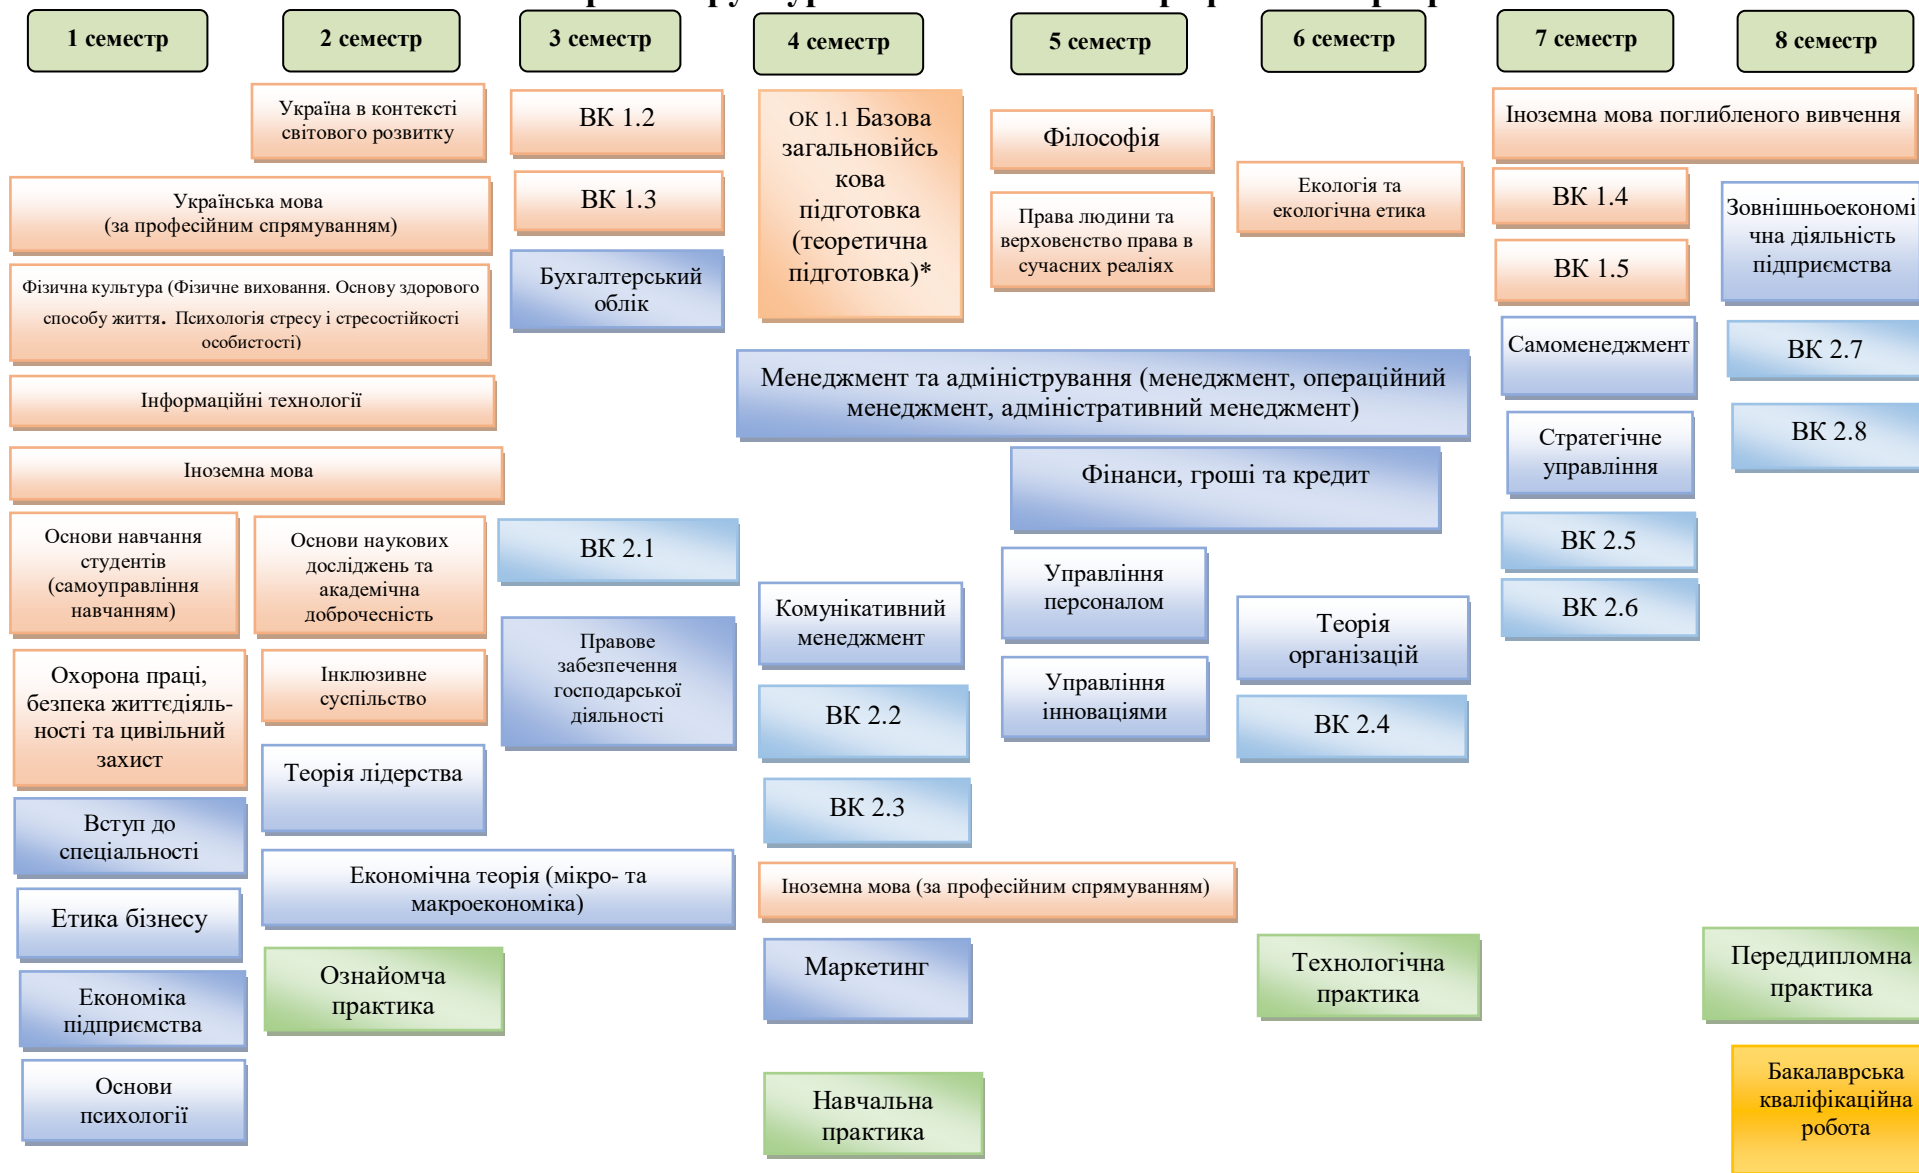 1 семестр
2 семестр
3 семестр
4 семестр
5 семестр
6 семестр
7 семестр
8 семестр
Україна в контексті
світового розвитку
ВК 1.2
ОК 1.1 Базова
загальновійсь
кова
підготовка
(теоретична
підготовка)*
Філософія
Іноземна мова поглибленого вивчення
Українська мова
(за професійним спрямуванням)
ВК 1.3
Права людини та
верховенство права в
сучасних реаліях
Екологія та
екологічна етика
ВК 1.4
Зовнішньоекономі
чна діяльність
підприємства
Фізична культура (Фізичне виховання. Основу здорового
способу життя. Психологія стресу і стресостійкості
особистості)
Бухгалтерський
облік
ВК 1.5
Інформаційні технології
Менеджмент та адміністрування (менеджмент, операційний
менеджмент, адміністративний менеджмент)
Самоменеджмент
ВК 2.7
Іноземна мова
Фінанси, гроші та кредит
Стратегічне
управління
ВК 2.8
Основи навчання
студентів
(самоуправління
навчанням)
Основи наукових
досліджень та
академічна
доброчесність
ВК 2.1
Комунікативний
менеджмент
Управління
персоналом
Теорія
організацій
ВК 2.5
ВК 2.6
Охорона праці,
безпека життєдіяль-
ності та цивільний
захист
Інклюзивне
суспільство
Правове
забезпечення
господарської
діяльності
ВК 2.2
Управління
інноваціями
ВК 2.4
Теорія лідерства
ВК 2.3
Вступ до
спеціальності
Економічна теорія (мікро- та
макроекономіка)
Іноземна мова (за професійним спрямуванням)
Етика бізнесу
Ознайомча
практика
Маркетинг
Технологічна
практика
Переддипломна
практика
Економіка
підприємства
Основи
психології
Навчальна
практика
Бакалаврська
кваліфікаційна
робота